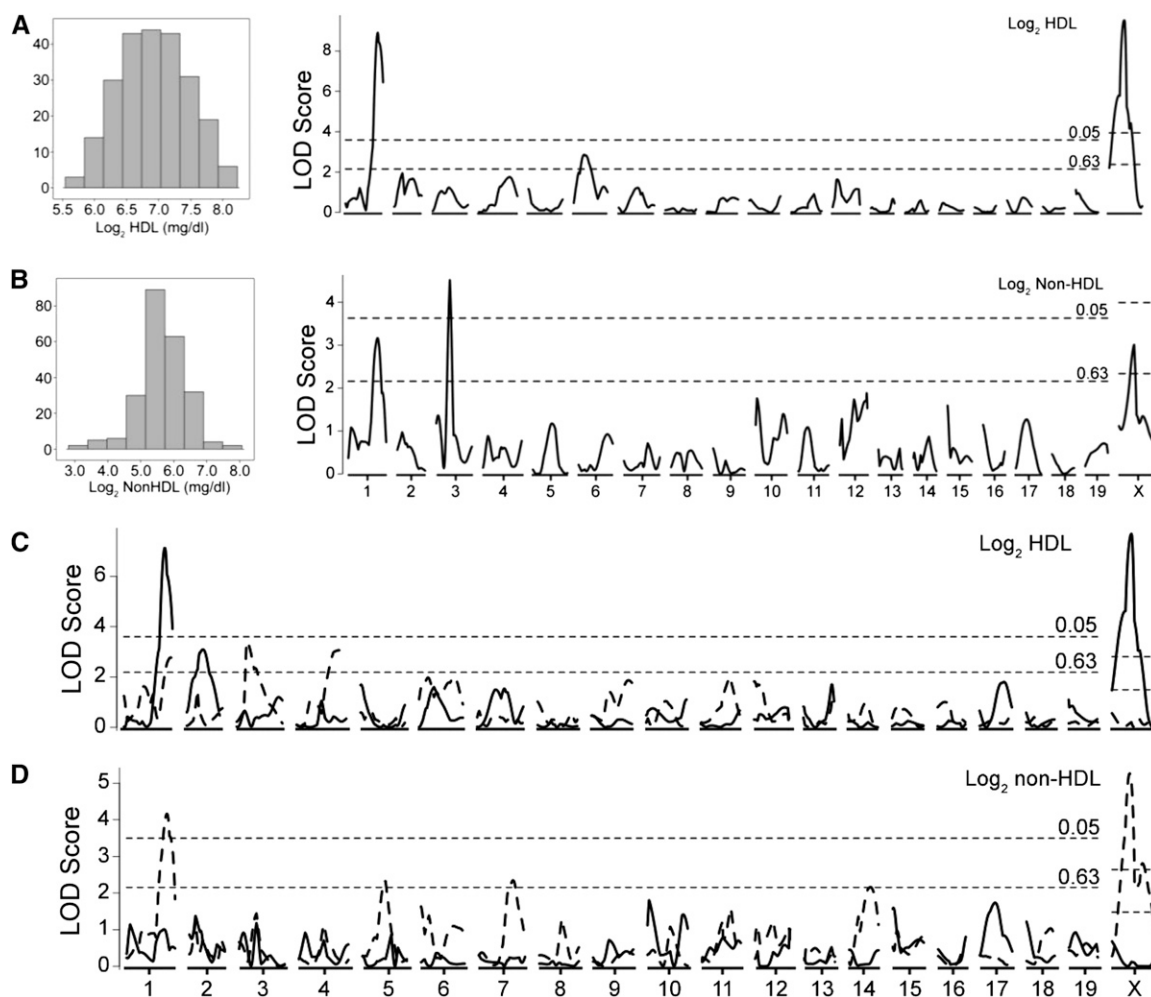 A
40
30
20
10
0
5.5 6.0 6.5 7.0 7.5 8.0
Log2 HDL (mg/dl)
LOD Score
8
6
4
2
0
Log2 HDL
0.05
0.63
B
80
60
40
20
0
3.0 4.0 5.0 6.0 7.0 8.0
Log2 NonHDL (mg/dl)
LOD Score
4
3
2
1
0
Log2 Non-HDL
0.05
0.63
1 2 3 4 5 6 7 8 9 10 11 12 13 14 15 16 17 18 19 X
C
LOD Score
6
4
2
0
Log2 HDL
0.05
0.63
D
LOD Score
5
4
3
2
1
0
Log2 non-HDL
0.05
0.63
1 2 3 4 5 6 7 8 9 10 11 12 13 14 15 16 17 18 19 X